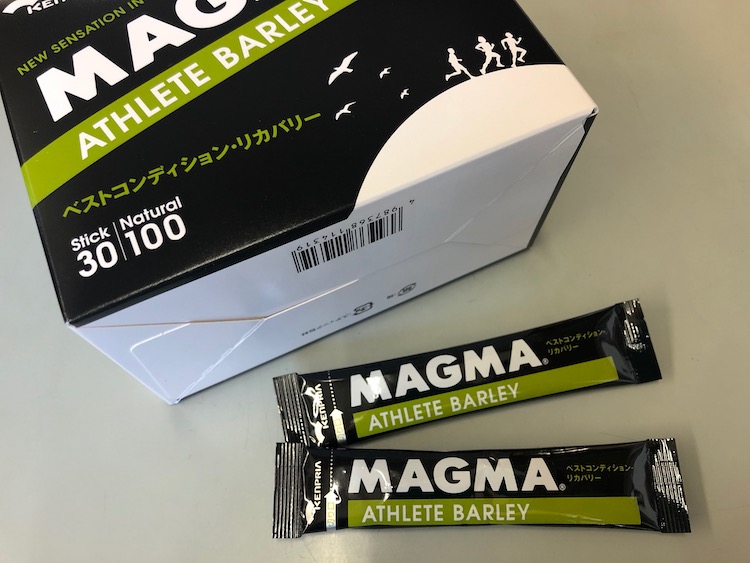 KENPRIA
NEW SENSATION IN
MAGMA
ATHLETE BARLEY
ベストコンディション・リカバリー
Stick
30
Natural
100
4987368114319
MAGMA®
ベストコンディション・
リカバリー
ATHLETE BARLEY
KENPRIA
MAGMA®
ベストコンディション・
リカバリー
ATHLETE BARLEY
KENPRIA